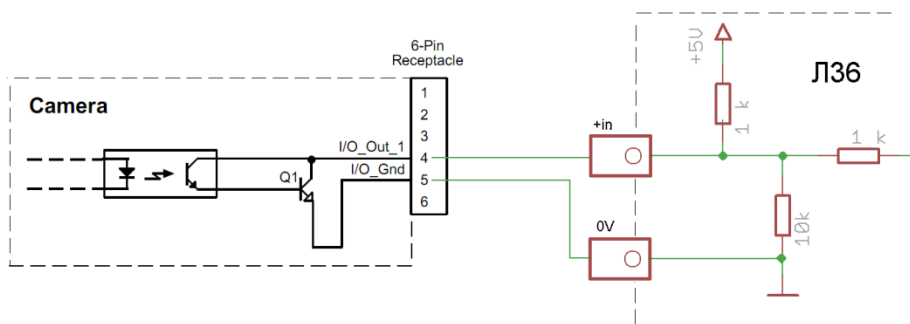 6-Pin
Receptacle
Camera
1
2
3
I/O_Out_1
4
I/O_Gnd
5
Q1
6
+in
0V
+5V
1 k
Л36
1 k
10k